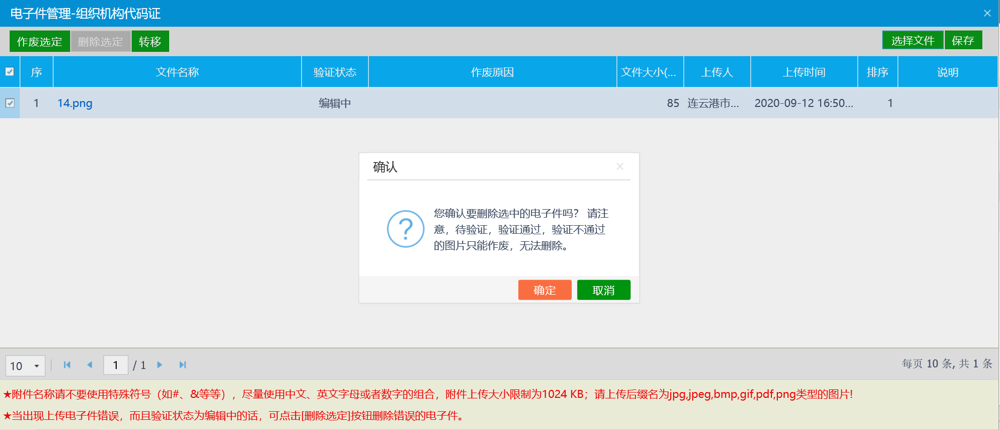 电子件管理-组织机构代码证
作废选定 删除选定 转移 选择文件 保存
序 文件名称 验证状态 作废原因 文件大小(... 上传人 上传时间 排序 说明
1 14.png 编辑中 85 连云港市... 2020-09-12 16:50... 1
确认
您确认要删除选中的电子件吗？ 请注
意，待验证，验证通过，验证不通过
的图片只能作废，无法删除。
确定 取消
10 1 / 1 每页 10 条, 共 1 条
★附件名称请不要使用特殊符号（如#、&等等），尽量使用中文、英文字母或者数字的组合，附件上传大小限制为1024 KB；请上传后缀名为jpg,jpeg,bmp,gif,pdf,png类型的图片!
★当出现上传电子件错误，而且验证状态为编辑中的话，可点击[删除选定]按钮删除错误的电子件。